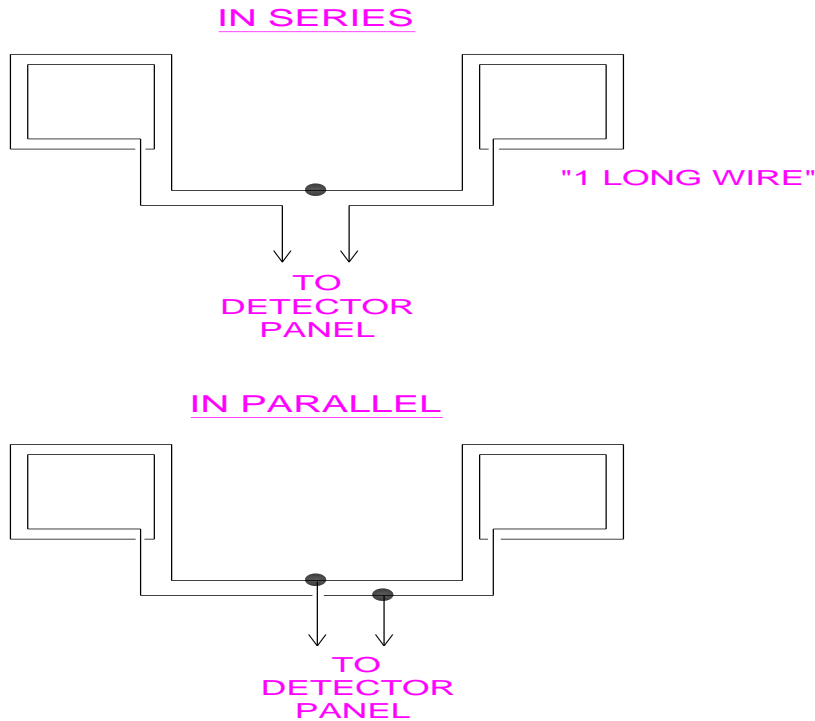 IN SERIES
"1 LONG WIRE"
TO
DETECTOR
PANEL
IN PARALLEL
TO
DETECTOR
PANEL